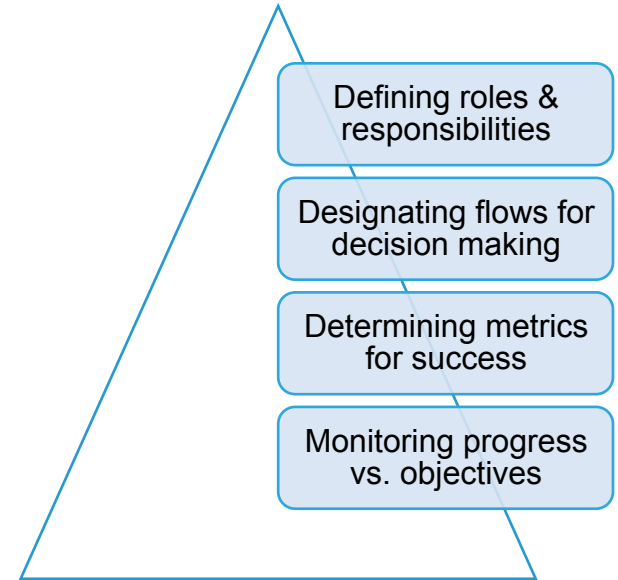 Defining roles &
responsibilities
Designating flows for
decision making
Determining metrics
for success
Monitoring progress
vs. objectives